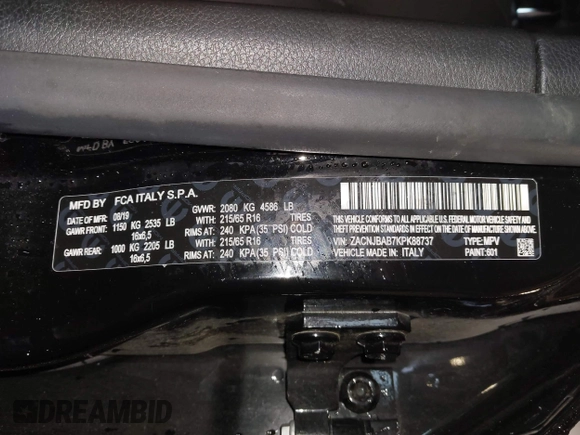 MFD BY FCA ITALY S.P.A.
DATE OF MFR: 08/19
GAWR FRONT: 1150 KG 2535 LB
16x6,5
GAWR REAR: 1000 KG 2205 LB
16x6,5
GVWR: 2080 KG 4586 LB
WITH 215/65 R16 TIRES
RIMS AT: 240 KPA (35 PSI) COLD
WITH 215/65 R16 TIRES
RIMS AT: 240 KPA (35 PSI) COLD
THIS VEHICLE CONFORMS TO ALL APPLICABLE
FEDERAL MOTOR VEHICLE SAFETY, BUMPER, AND
THEFT PREVENTION STANDARDS IN EFFECT ON THE
DATE OF MANUFACTURE SHOWN ABOVE
VIN: ZACNJBAB7KPK88737 TYPE: MPV
VEHICLE MADE IN: ITALY PAINT: 601
DREAMBID